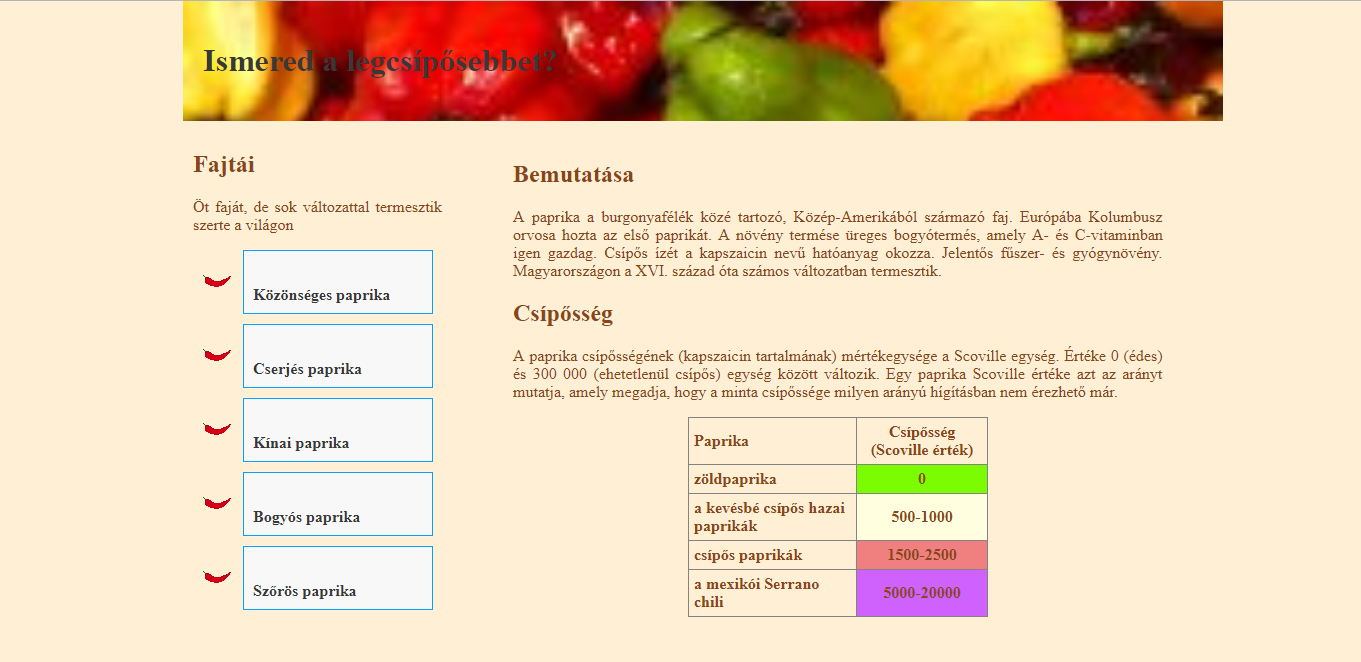 Ismered a legcsípősebbet?
Fajtái
Öt faját, de sok változattal termesztik
szerte a világon
Közönséges paprika
Cserjés paprika
Kínai paprika
Bogyós paprika
Szőrös paprika
Bemutatása
A paprika a burgonyafélék közé tartozó, Közép-Amerikából származó faj. Európába Kolumbusz
orvosa hozta az első paprikát. A növény termése üreges bogyótermés, amely A- és C-vitaminban
igen gazdag. Csípős ízét a kapszaicin nevű hatóanyag okozza. Jelentős fűszer- és gyógynövény.
Magyarországon a XVI. század óta számos változatban termesztik.
Csípősség
A paprika csípősségének (kapszaicin tartalmának) mértékegysége a Scoville egység. Értéke 0 (édes)
és 300 000 (ehetetlenül csípős) egység között változik. Egy paprika Scoville értéke azt az arányt
mutatja, amely megadja, hogy a minta csípőssége milyen arányú hígításban nem érezhető már.
Paprika
Csípősség
(Scoville érték)
zöldpaprika
0
a kevésbé csípős hazai
paprikák
500-1000
csípős paprikák
1500-2500
a mexikói Serrano
chili
5000-20000